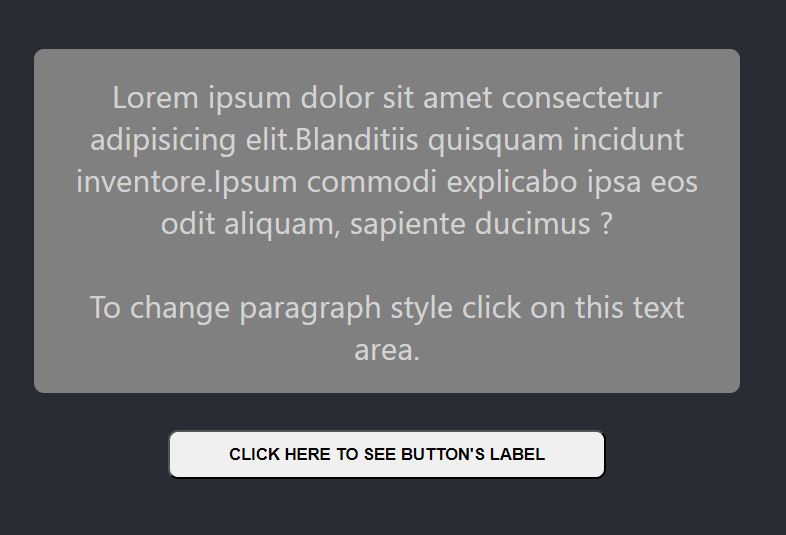 Lorem ipsum dolor sit amet consectetur
adipisicing elit.Blanditiis quisquam incidunt
inventore.Ipsum commodi explicabo ipsa eos
odit aliquam, sapiente ducimus ?
To change paragraph style click on this text
area.
CLICK HERE TO SEE BUTTON'S LABEL